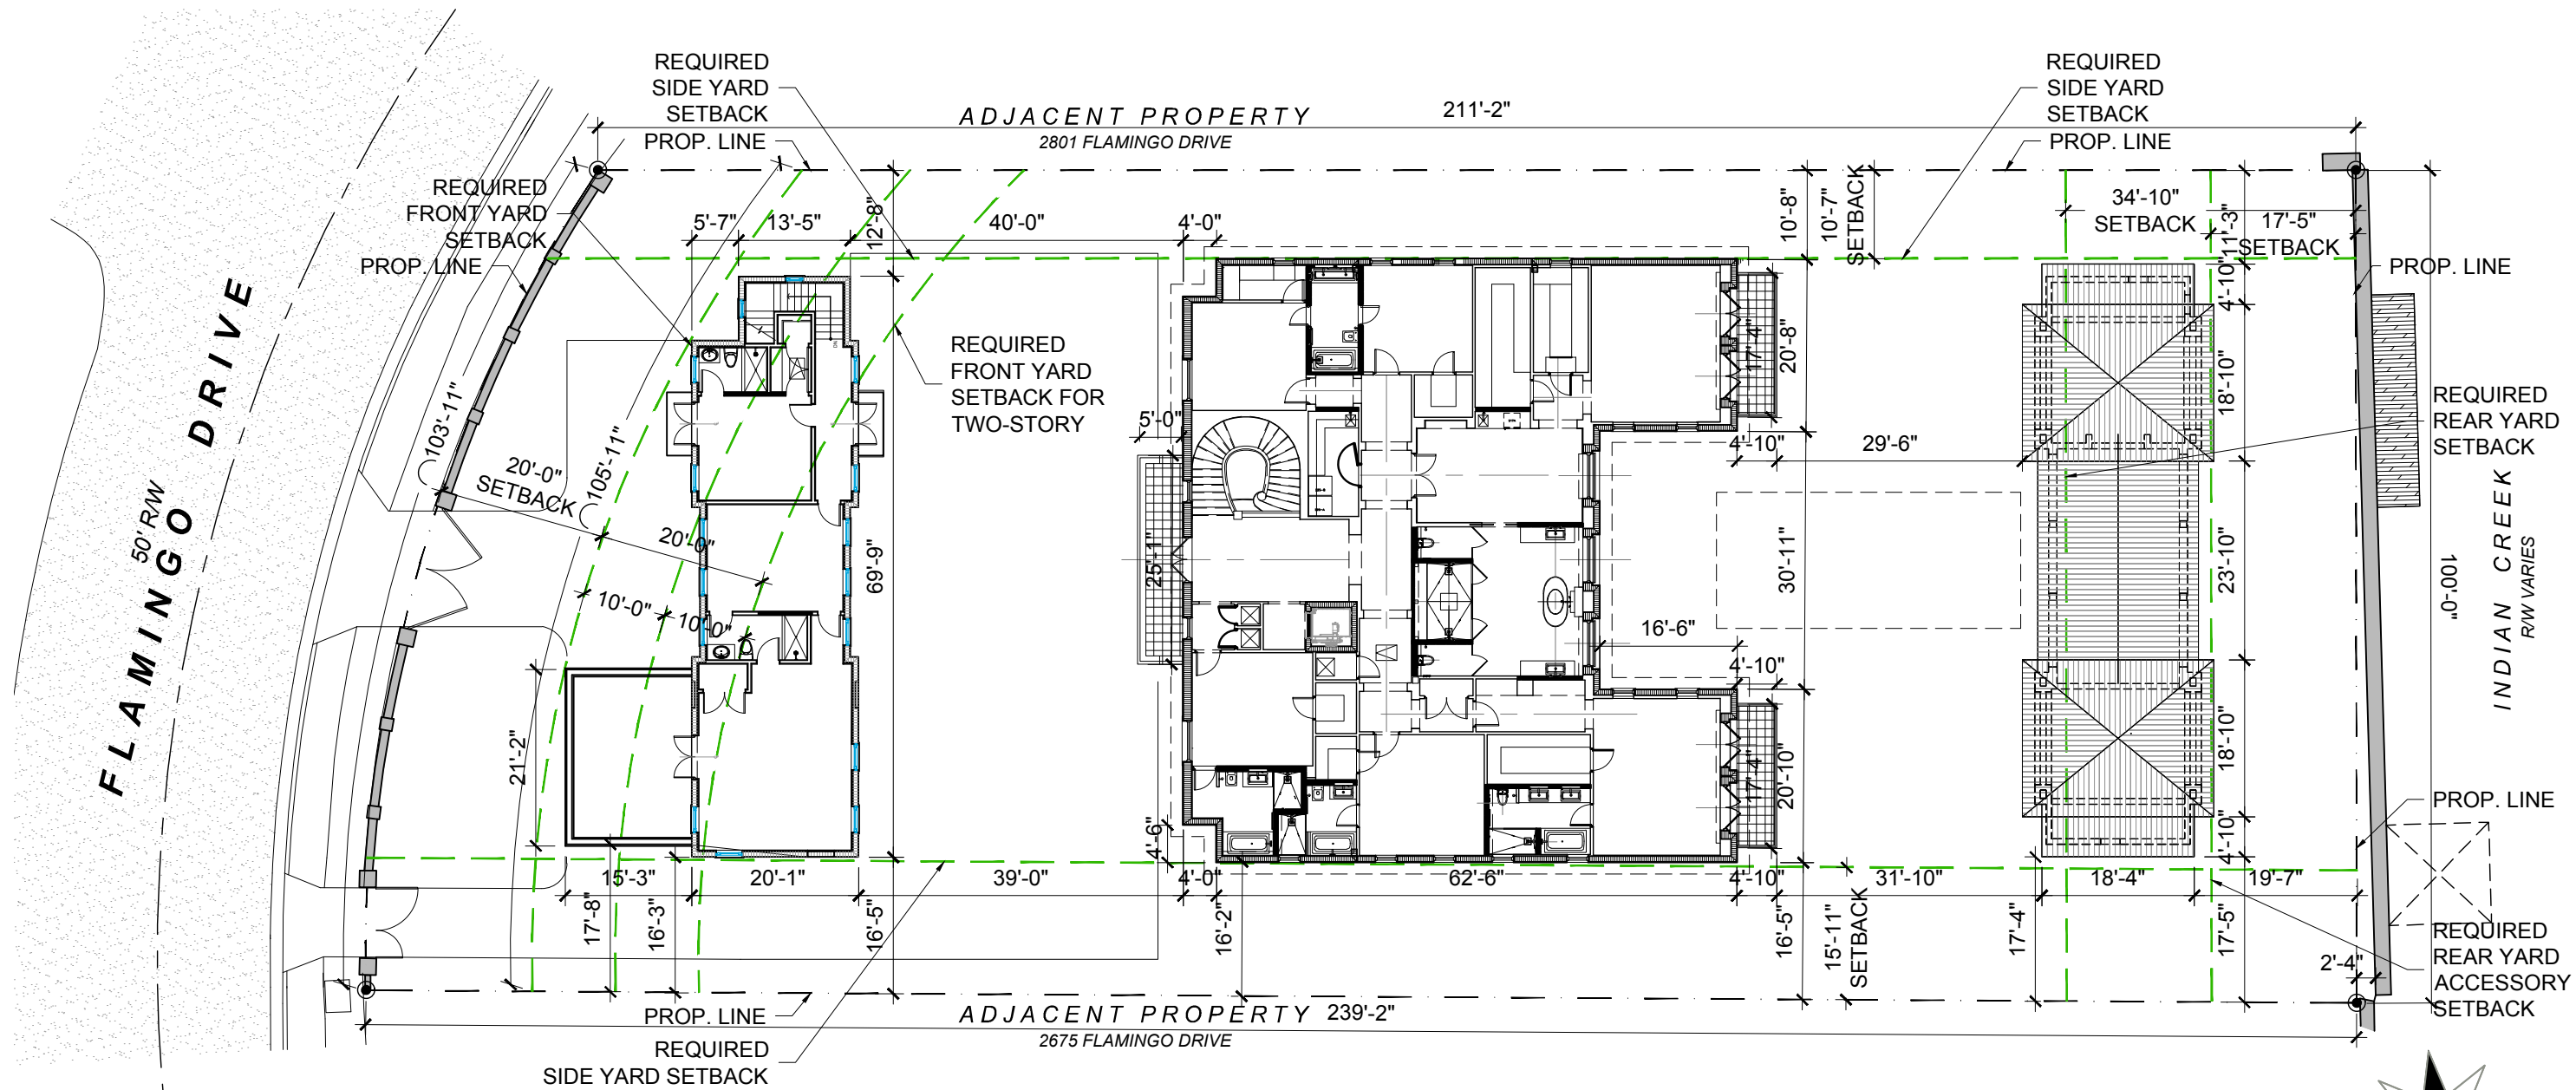 REQUIRED
SIDE YARD
SETBACK
PROP. LINE
ADJACENT PROPERTY
2801 FLAMINGO DRIVE
211'-2"
REQUIRED
SIDE YARD
SETBACK
PROP. LINE
REQUIRED
FRONT YARD
SETBACK
PROP. LINE
5'-7"
13'-5"
12'-8"
40'-0"
4'-0"
10'-8"
10'-7"
SETBACK
34'-10"
SETBACK
11'-3"
17'-5"
SETBACK
PROP. LINE
4'-10"
REQUIRED
FRONT YARD
SETBACK FOR
TWO-STORY
FLAMINGO DRIVE
50' R/W
103'-11"
20'-0"
SETBACK
105'-11"
20'-0"
10'-0"
10'-0"
DN
69'-9"
5'-0"
25'-1"
17'-4"
20'-8"
4'-10"
29'-6"
18'-10"
REQUIRED
REAR YARD
SETBACK
INDIAN CREEK
R/W VARIES
100'-0"
30'-11"
23'-10"
16'-6"
4'-10"
17'-4"
20'-10"
18'-10"
4'-10"
PROP. LINE
21'-2"
4'-6"
15'-3"
20'-1"
39'-0"
4'-0"
62'-6"
4'-10"
31'-10"
18'-4"
19'-7"
17'-8"
16'-3"
16'-5"
16'-2"
16'-5"
15'-11"
SETBACK
17'-4"
17'-5"
2'-4"
REQUIRED
REAR YARD
ACCESSORY
SETBACK
PROP. LINE
ADJACENT PROPERTY
2675 FLAMINGO DRIVE
239'-2"
REQUIRED
SIDE YARD SETBACK